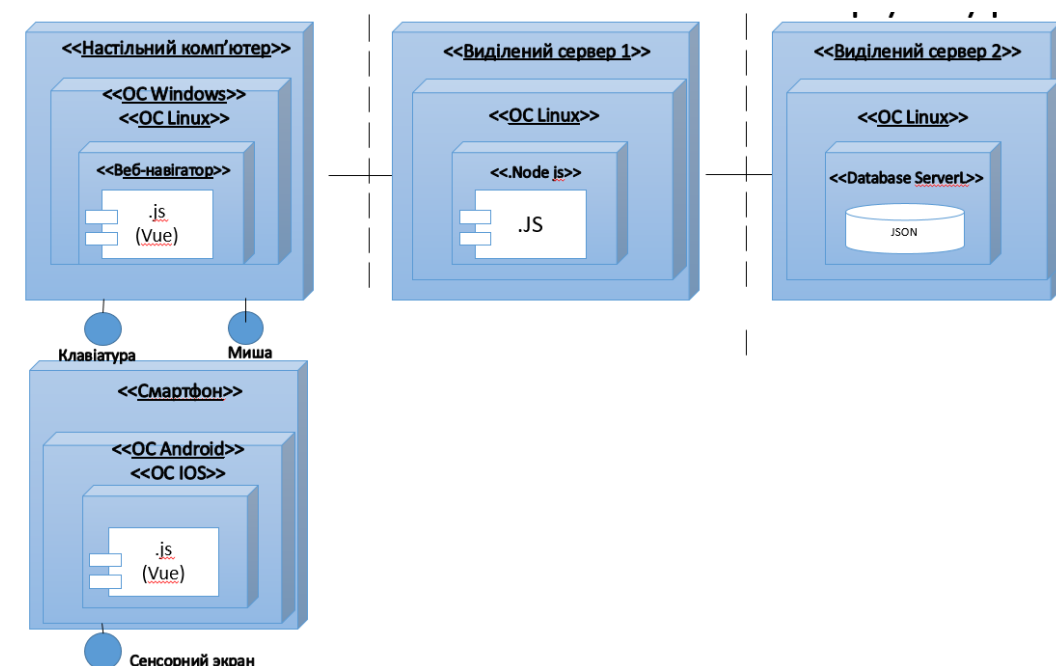 <<Настільний комп’ютер>>
<<ОС Windows>>
<<ОС Linux>>
<<Веб-навігатор>>
.js
(Vue)
Клавіатура
Миша
<<Виділений сервер 1>>
<<ОС Linux>>
<<.Node js>>
.JS
<<Виділений сервер 2>>
<<ОС Linux>>
<<Database ServerL>>
JSON
<<Смартфон>>
<<ОС Android>>
<<ОС IOS>>
.js
(Vue)
Сенсорний экран